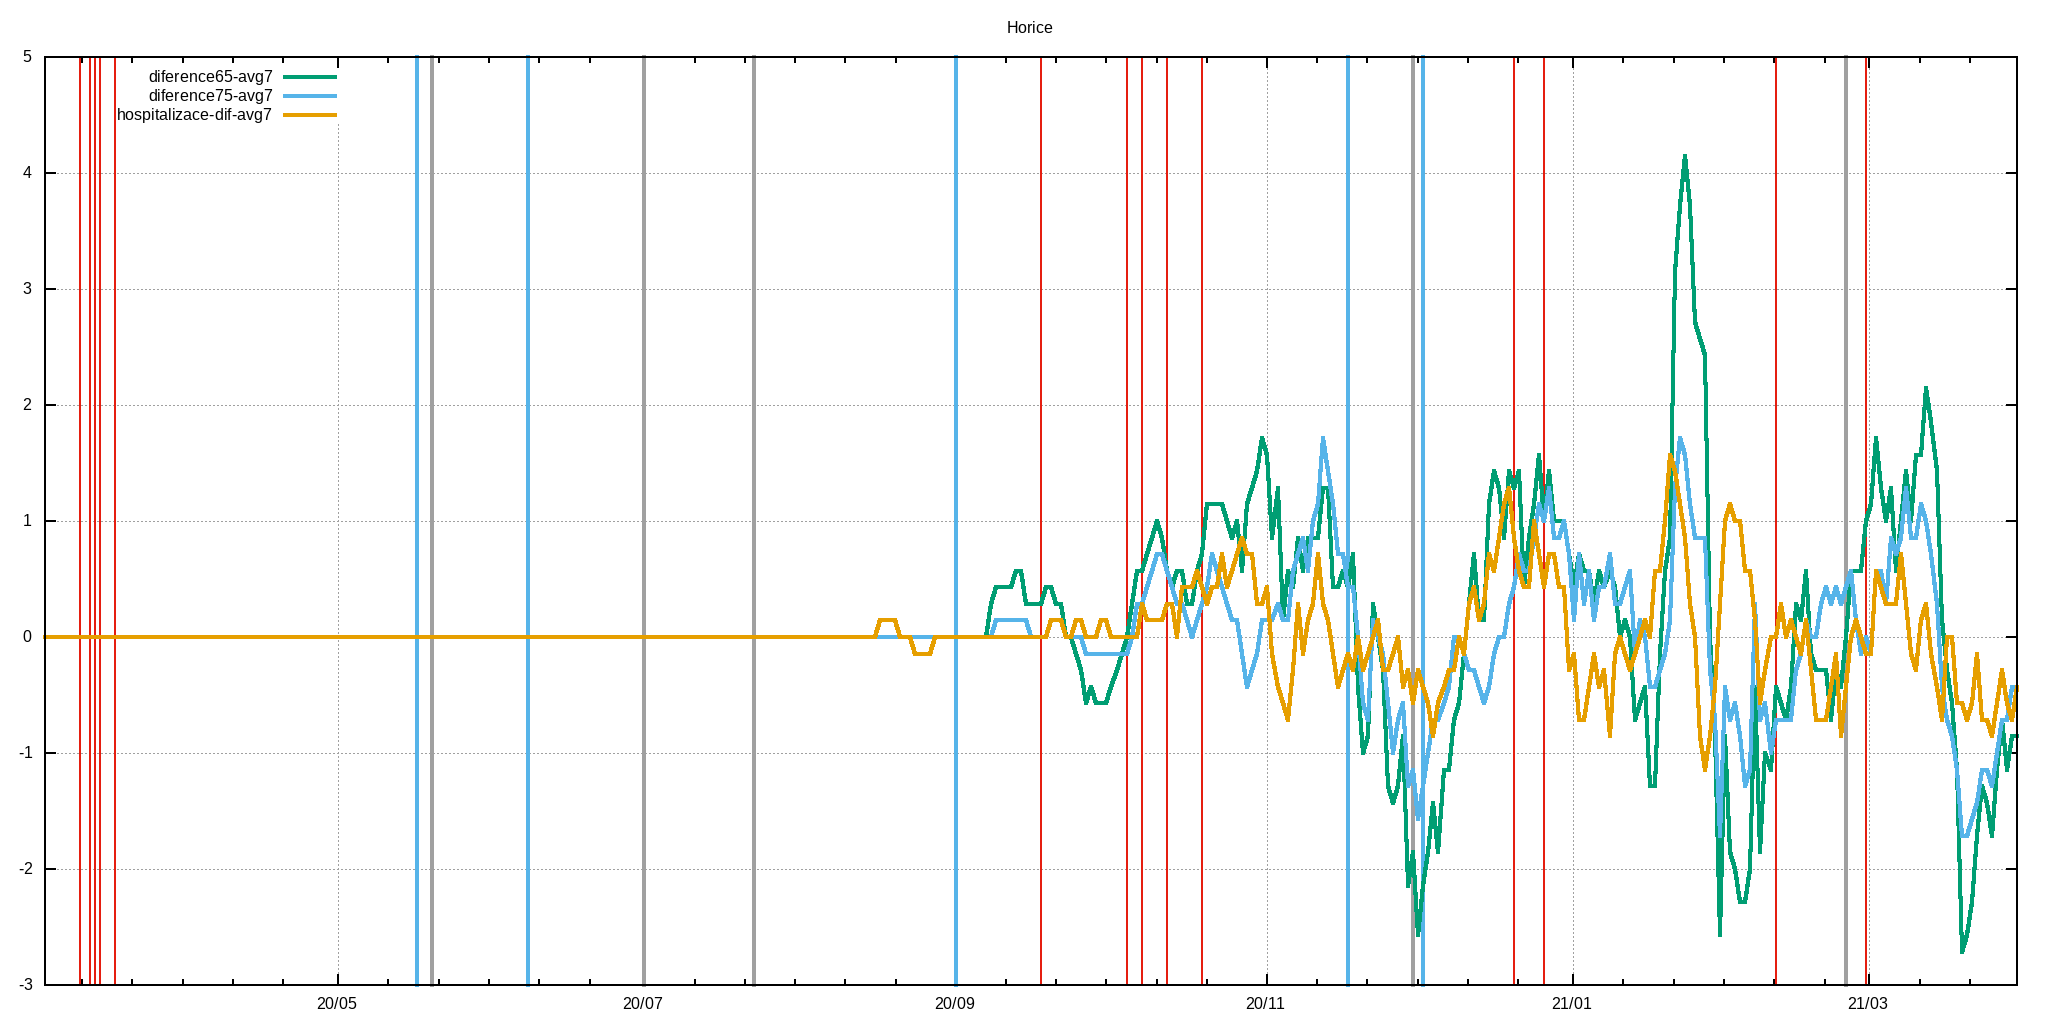 Horice
diference65-avg7
diference75-avg7
hospitalizace-dif-avg7
5
4
3
2
1
0
-1
-2
-3
20/05 20/07 20/09 20/11 21/01 21/03